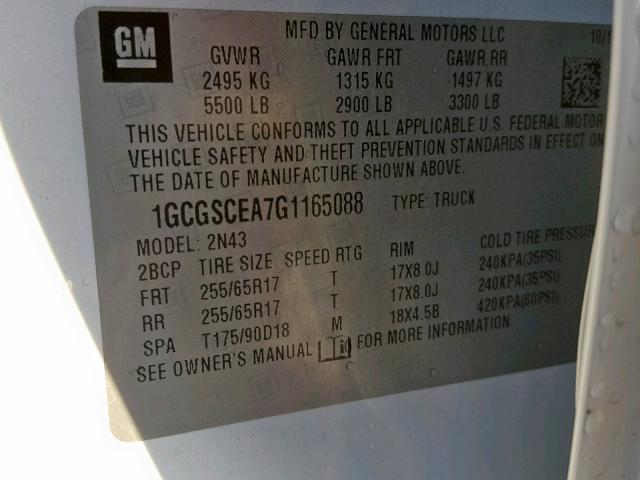 GM
MFD BY GENERAL MOTORS LLC 10/1
GVWR GAWR FRT GAWR RR
2495 KG 1315 KG 1497 KG
5500 LB 2900 LB 3300 LB
THIS VEHICLE CONFORMS TO ALL APPLICABLE U.S. FEDERAL MOTOR
VEHICLE SAFETY AND THEFT PREVENTION STANDARDS IN EFFECT ON
THE DATE OF MANUFACTURE SHOWN ABOVE.
1GCGSCEA7G1165088 TYPE: TRUCK
MODEL: 2N43
2BCP TIRE SIZE SPEED RTG RIM COLD TIRE PRESSUR
FRT 255/65R17 T 17X8.0J 240KPA(35PSI)
RR 255/65R17 T 17X8.0J 240KPA(35PSI)
SPA T175/90D18 M 18X4.5B 420KPA(60PSI)
SEE OWNER'S MANUAL FOR MORE INFORMATION